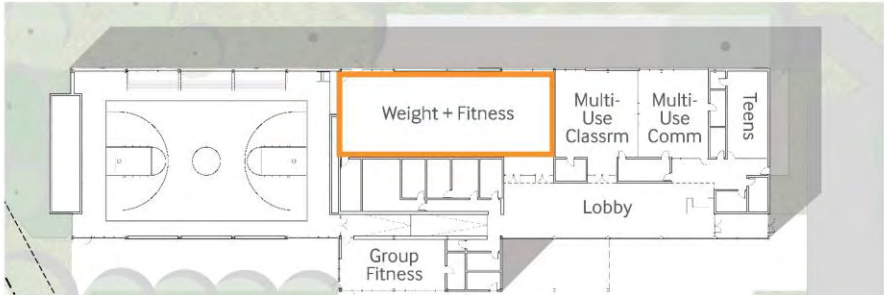 Weight + Fitness
Multi-
Use
Classrm
Multi-
Use
Comm
Teens
Lobby
Group
Fitness